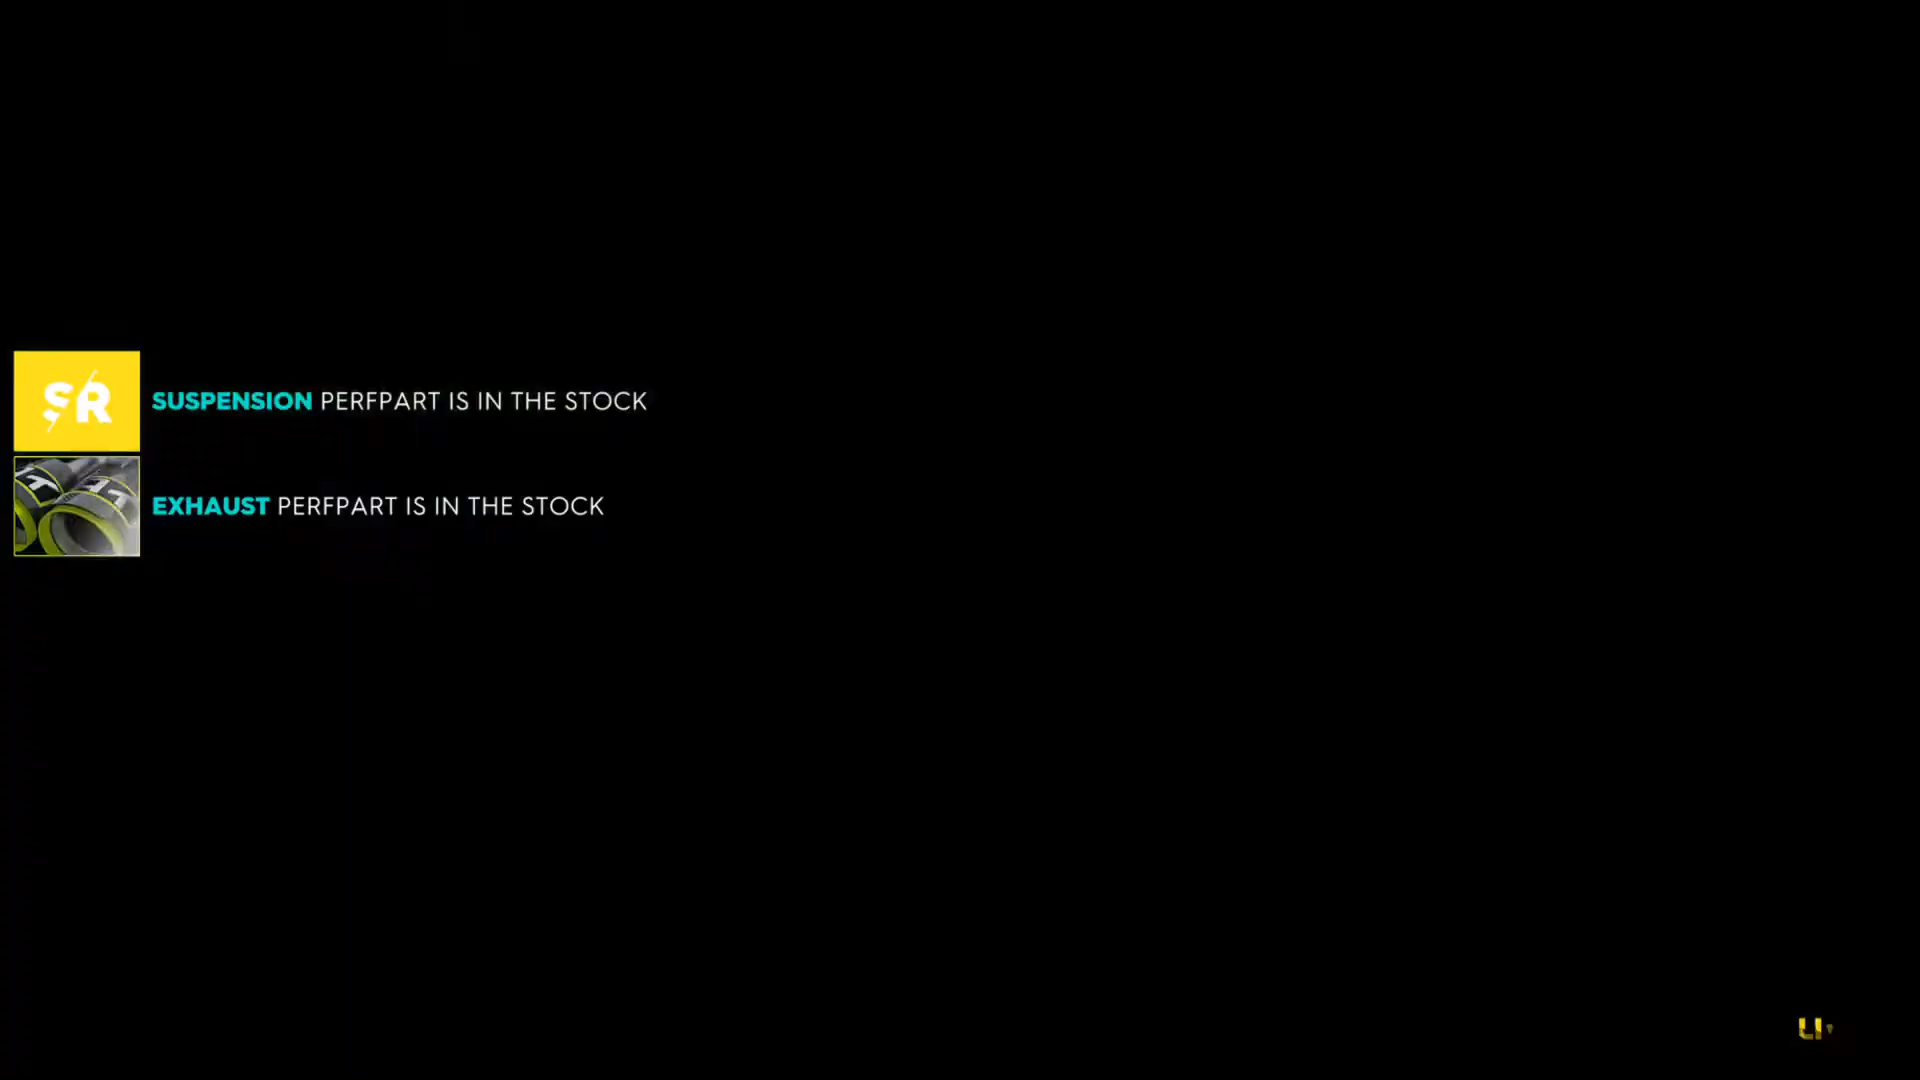 SR
SUSPENSION PERFPART IS IN THE STOCK
EXHAUST PERFPART IS IN THE STOCK